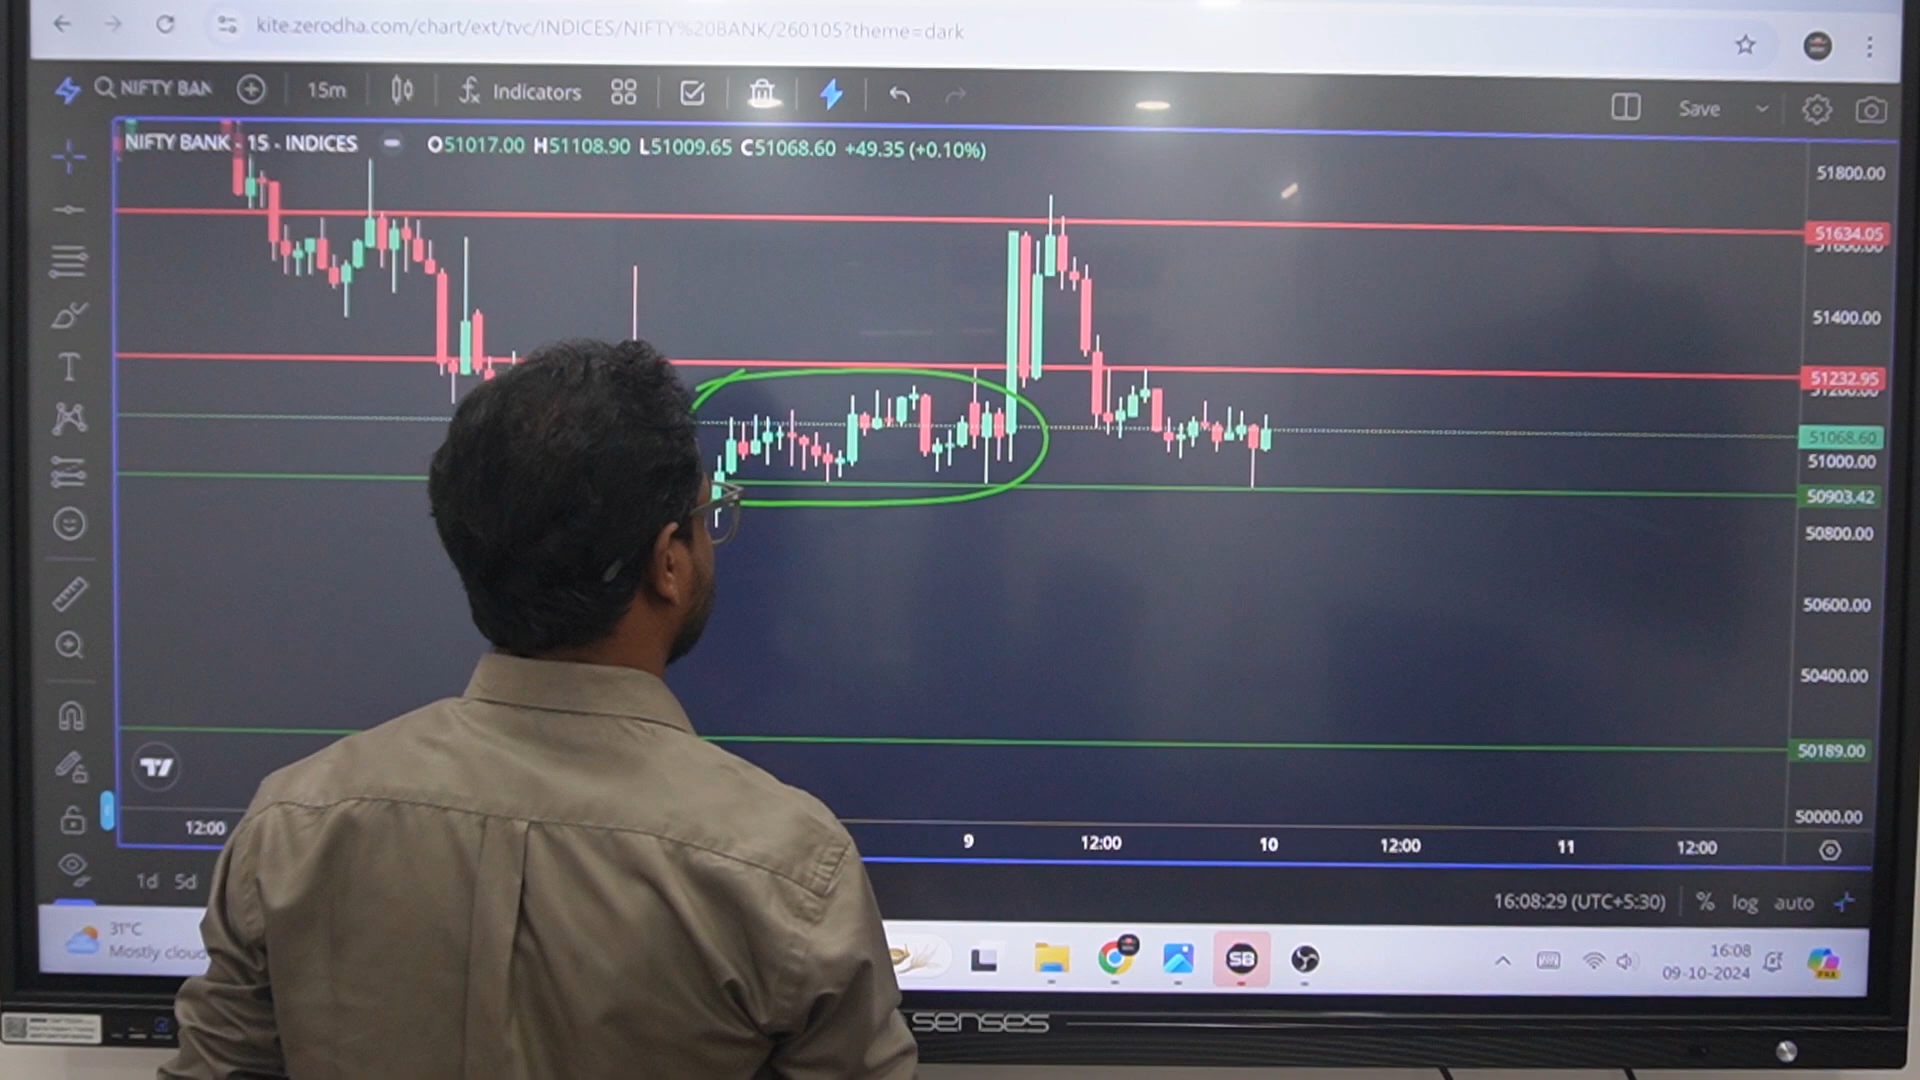 kite.zerodha.com/chart/ext/tvc/INDICES/NIFTY%20BANK/260105?theme=dark
NIFTY BAN 15m Indicators Save
NIFTY BANK - 15 - INDICES O51017.00 H51108.90 L51009.65 C51068.60 +49.35 (+0.10%)
51800.00
51634.05
51600.00
51400.00
51232.95
51200.00
51068.60
51000.00
50903.42
50800.00
50600.00
50400.00
50189.00
50000.00
12:00 9 12:00 10 12:00 11 12:00
1d 5d 16:08:29 (UTC+5:30) % log auto
31°C
Mostly cloud
SB
16:08
09-10-2024
senses